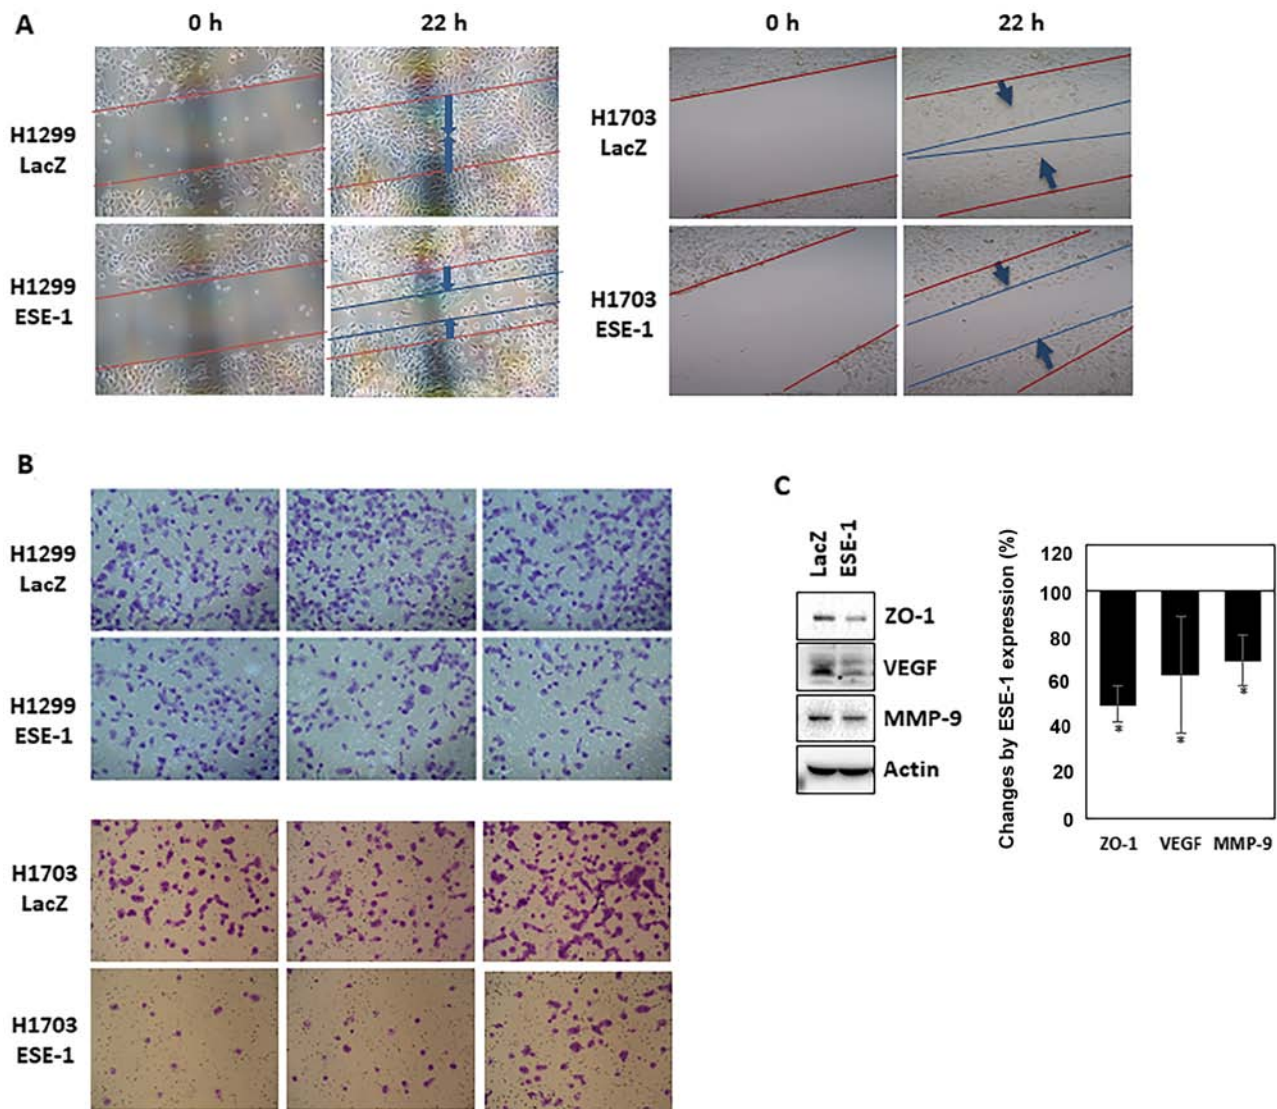 A
0 h
22 h
0 h
22 h
H1299
LacZ
H1703
LacZ
H1299
ESE-1
H1703
ESE-1
B
H1299
LacZ
H1299
ESE-1
H1703
LacZ
H1703
ESE-1
C
LacZ
ESE-1
ZO-1
VEGF
MMP-9
Actin
Changes by ESE-1 expression (%)
120
100
80
60
40
20
0
*
*
*
ZO-1 VEGF MMP-9